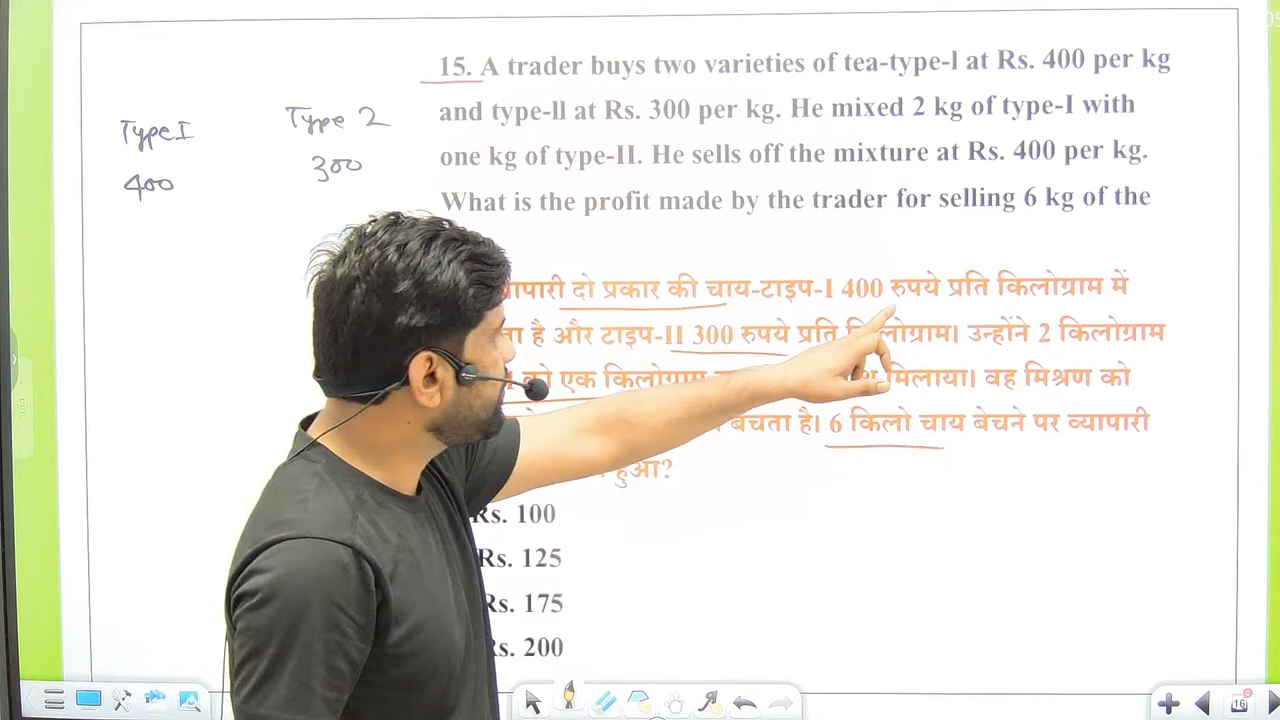 15. A trader buys two varieties of tea-type-l at Rs. 400 per kg
and type-ll at Rs. 300 per kg. He mixed 2 kg of type-I with
one kg of type-II. He sells off the mixture at Rs. 400 per kg.
What is the profit made by the trader for selling 6 kg of the
Type I
Type 2
400
300
दो प्रकार की चाय-टाइप-I 400 रुपये प्रति किलोग्राम में
है और टाइप-II 300 रुपये प्रति उन्होंने 2 किलोग्राम
को एक किलोग्राम मिलाया। वह मिश्रण को
है। 6 किलो चाय बेचने पर व्यापारी
हुआ?
Rs. 100
Rs. 125
Rs. 175
Rs. 200
16